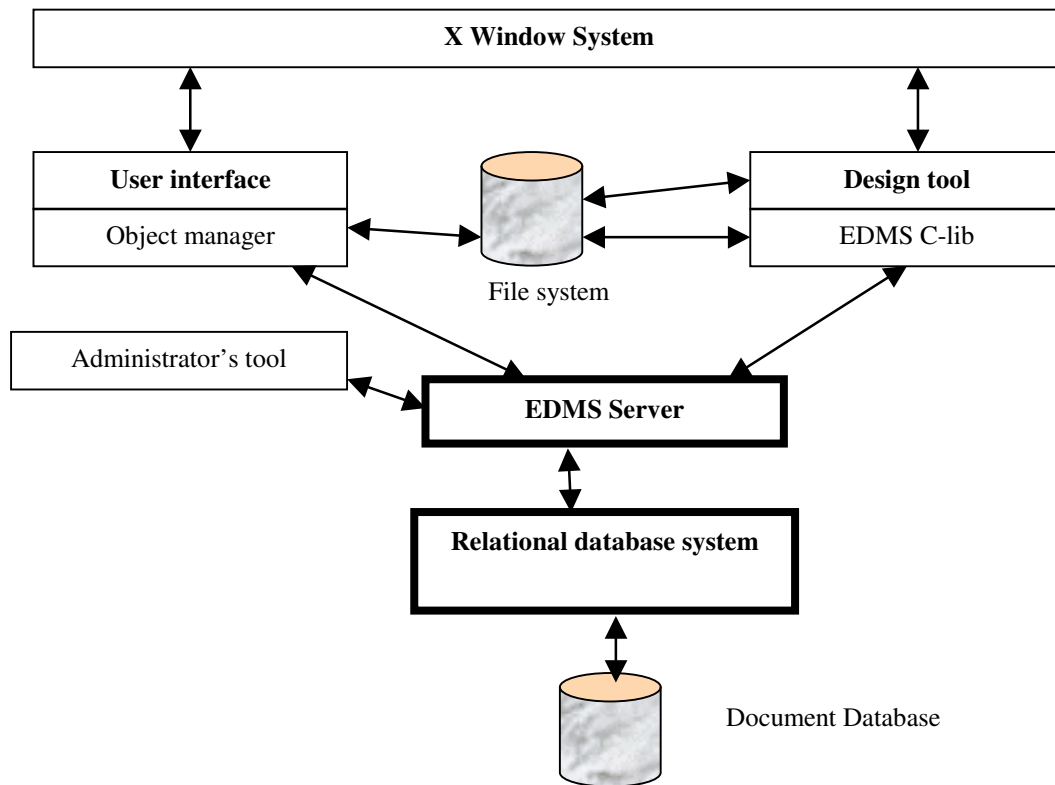 X Window System
User interface
Design tool
Object manager
EDMS C-lib
File system
Administrator’s tool
EDMS Server
Relational database system
Document Database